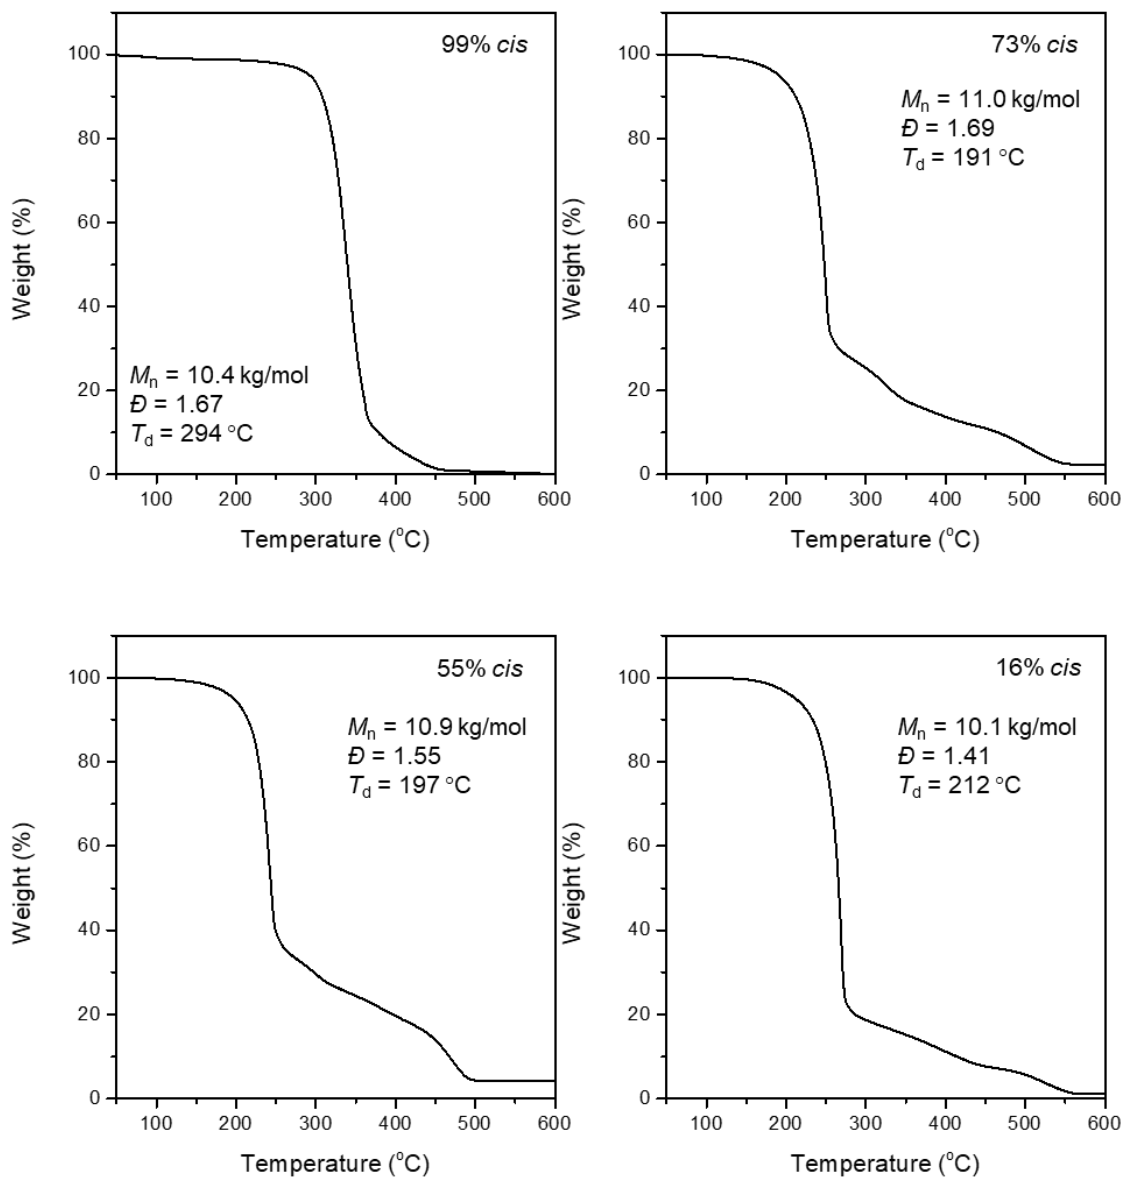 99% cis
Mn = 10.4 kg/mol
Đ = 1.67
Td = 294 °C
Weight (%)
100
80
60
40
20
0
100 200 300 400 500 600
Temperature (°C)
73% cis
Mn = 11.0 kg/mol
Đ = 1.69
Td = 191 °C
Weight (%)
100
80
60
40
20
0
100 200 300 400 500 600
Temperature (°C)
55% cis
Mn = 10.9 kg/mol
Đ = 1.55
Td = 197 °C
Weight (%)
100
80
60
40
20
0
100 200 300 400 500 600
Temperature (°C)
16% cis
Mn = 10.1 kg/mol
Đ = 1.41
Td = 212 °C
Weight (%)
100
80
60
40
20
0
100 200 300 400 500 600
Temperature (°C)